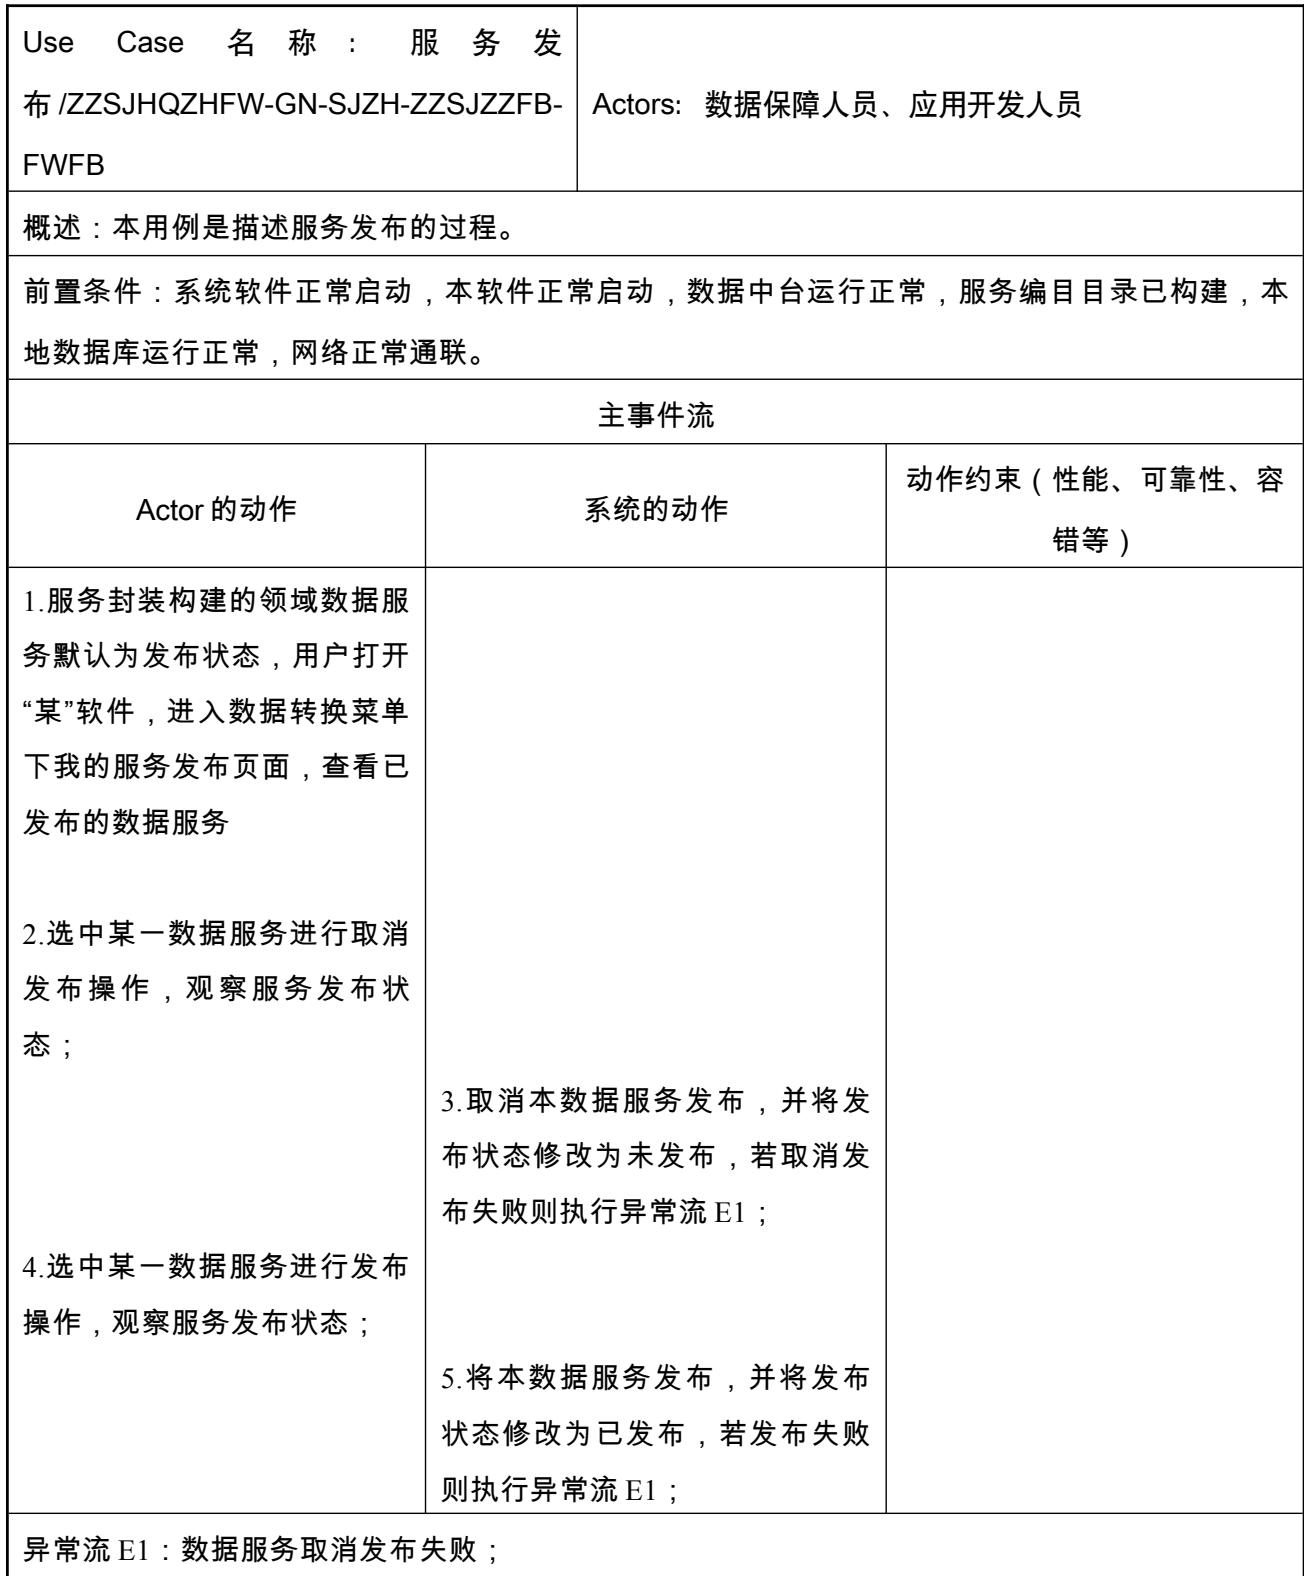 Use Case 名称: 服务发
布/ZZSJHQZHFW-GN-SJZH-ZZSJZZFB-
FWFB
Actors: 数据保障人员、应用开发人员
概述：本用例是描述服务发布的过程。
前置条件：系统软件正常启动，本软件正常启动，数据中台运行正常，服务编目目录已构建，本
地数据库运行正常，网络正常通联。
主事件流
Actor的动作
系统的动作
动作约束（性能、可靠性、容
错等）
1.服务封装构建的领域数据服
务默认为发布状态，用户打开
“某”软件，进入数据转换菜单
下我的服务发布页面，查看已
发布的数据服务
2.选中某一数据服务进行取消
发布操作，观察服务发布状
态；
3.取消本数据服务发布，并将发
布状态修改为未发布，若取消发
布失败则执行异常流E1；
4.选中某一数据服务进行发布
操作，观察服务发布状态；
5.将本数据服务发布，并将发布
状态修改为已发布，若发布失败
则执行异常流E1；
异常流E1：数据服务取消发布失败；